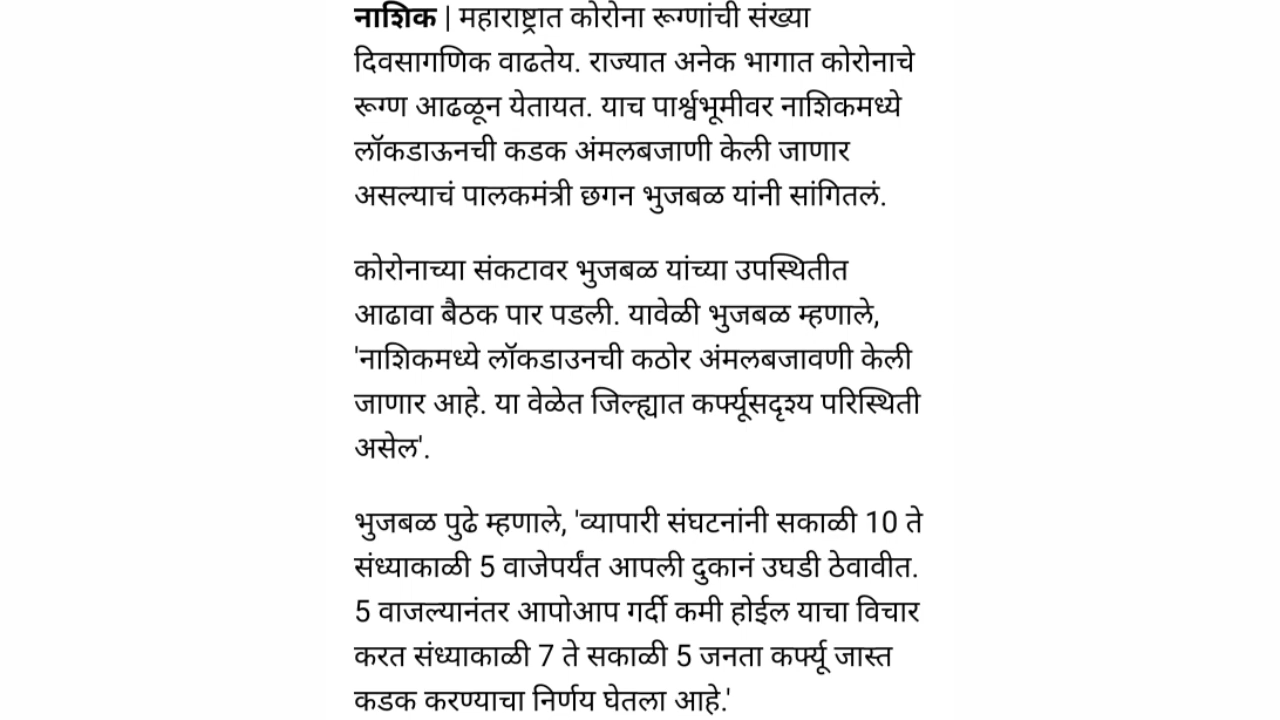 नाशिक | महाराष्ट्रात कोरोना रूग्णांची संख्या
दिवसागणिक वाढतेय. राज्यात अनेक भागात कोरोनाचे
रूग्ण आढळून येतायत. याच पार्श्वभूमीवर नाशिकमध्ये
लॉकडाऊनची कडक अंमलबजाणी केली जाणार
असल्याचं पालकमंत्री छगन भुजबळ यांनी सांगितलं.
कोरोनाच्या संकटावर भुजबळ यांच्या उपस्थितीत
आढावा बैठक पार पडली. यावेळी भुजबळ म्हणाले,
'नाशिकमध्ये लॉकडाउनची कठोर अंमलबजावणी केली
जाणार आहे. या वेळेत जिल्ह्यात कर्फ्यूसदृश्य परिस्थिती
असेल'.
भुजबळ पुढे म्हणाले, 'व्यापारी संघटनांनी सकाळी 10 ते
संध्याकाळी 5 वाजेपर्यंत आपली दुकानं उघडी ठेवावीत.
5 वाजल्यानंतर आपोआप गर्दी कमी होईल याचा विचार
करत संध्याकाळी 7 ते सकाळी 5 जनता कर्फ्यू जास्त
कडक करण्याचा निर्णय घेतला आहे.'